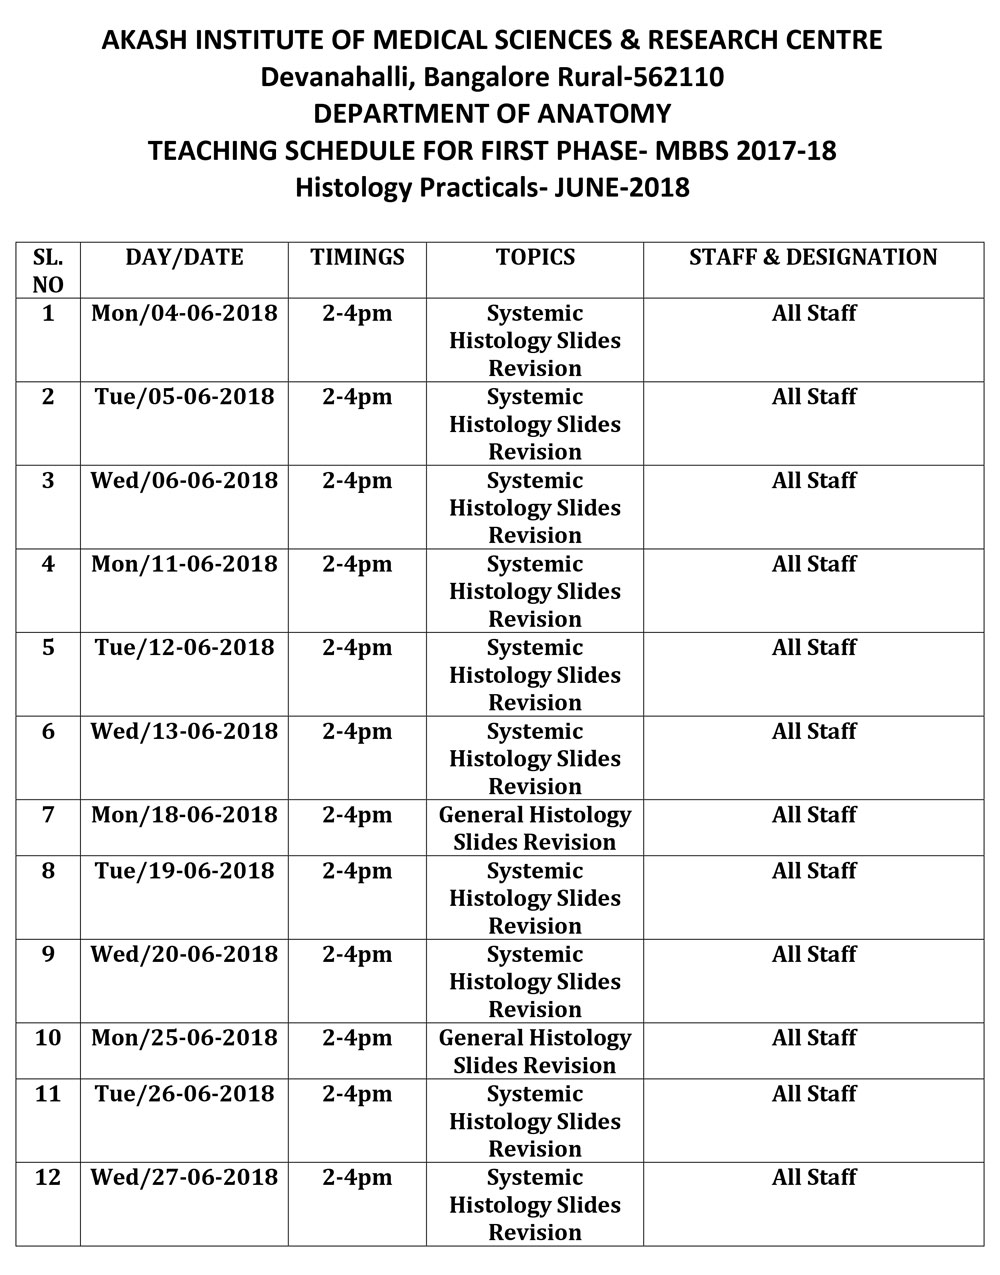 AKASH INSTITUTE OF MEDICAL SCIENCES & RESEARCH CENTRE
Devanahalli, Bangalore Rural-562110
DEPARTMENT OF ANATOMY
TEACHING SCHEDULE FOR FIRST PHASE- MBBS 2017-18
Histology Practicals- JUNE-2018
SL. NO DAY/DATE TIMINGS TOPICS STAFF & DESIGNATION
1 Mon/04-06-2018 2-4pm Systemic Histology Slides Revision All Staff
2 Tue/05-06-2018 2-4pm Systemic Histology Slides Revision All Staff
3 Wed/06-06-2018 2-4pm Systemic Histology Slides Revision All Staff
4 Mon/11-06-2018 2-4pm Systemic Histology Slides Revision All Staff
5 Tue/12-06-2018 2-4pm Systemic Histology Slides Revision All Staff
6 Wed/13-06-2018 2-4pm Systemic Histology Slides Revision All Staff
7 Mon/18-06-2018 2-4pm General Histology Slides Revision All Staff
8 Tue/19-06-2018 2-4pm Systemic Histology Slides Revision All Staff
9 Wed/20-06-2018 2-4pm Systemic Histology Slides Revision All Staff
10 Mon/25-06-2018 2-4pm General Histology Slides Revision All Staff
11 Tue/26-06-2018 2-4pm Systemic Histology Slides Revision All Staff
12 Wed/27-06-2018 2-4pm Systemic Histology Slides Revision All Staff